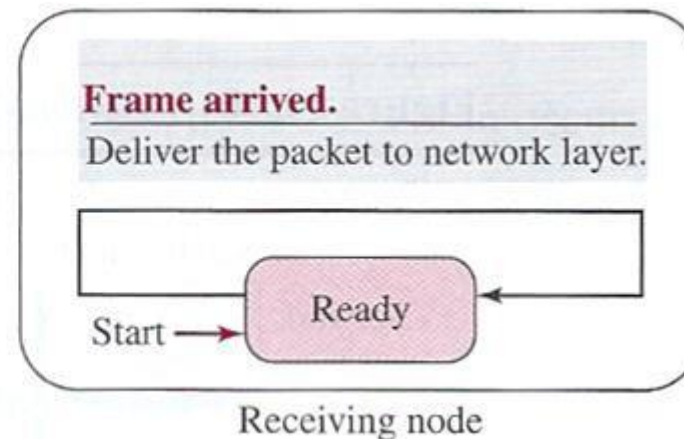 Frame arrived.
Deliver the packet to network layer.
Start
Ready
Receiving node